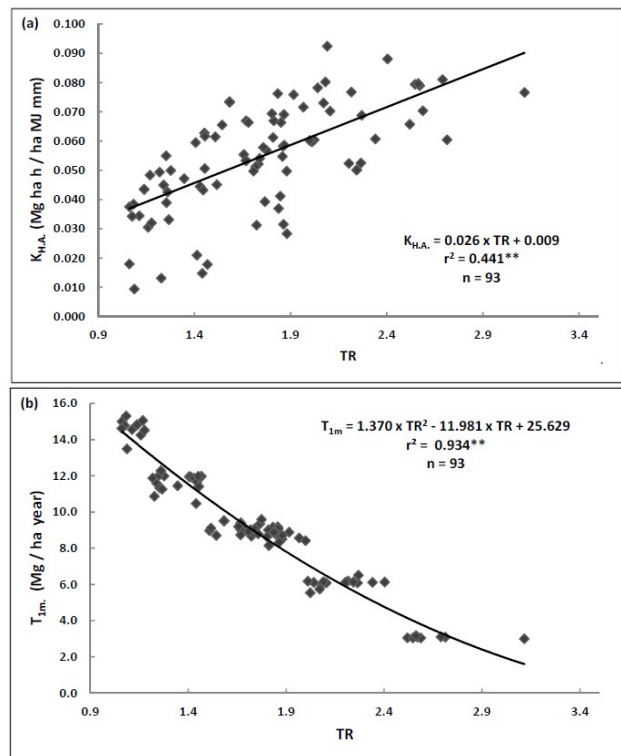 (a)
0.100
0.090
0.080
0.070
0.060
0.050
0.040
0.030
0.020
0.010
0.000
K_H.A. (Mg ha h / ha MJ mm)
K_H.A. = 0.026 x TR + 0.009
r² = 0.441**
n = 93
0.9 1.4 1.9 2.4 2.9 3.4
TR
(b)
16.0
14.0
12.0
10.0
8.0
6.0
4.0
2.0
0.0
T_1m. (Mg / ha year)
T_1m = 1.370 x TR² - 11.981 x TR + 25.629
r² = 0.934**
n = 93
0.9 1.4 1.9 2.4 2.9 3.4
TR